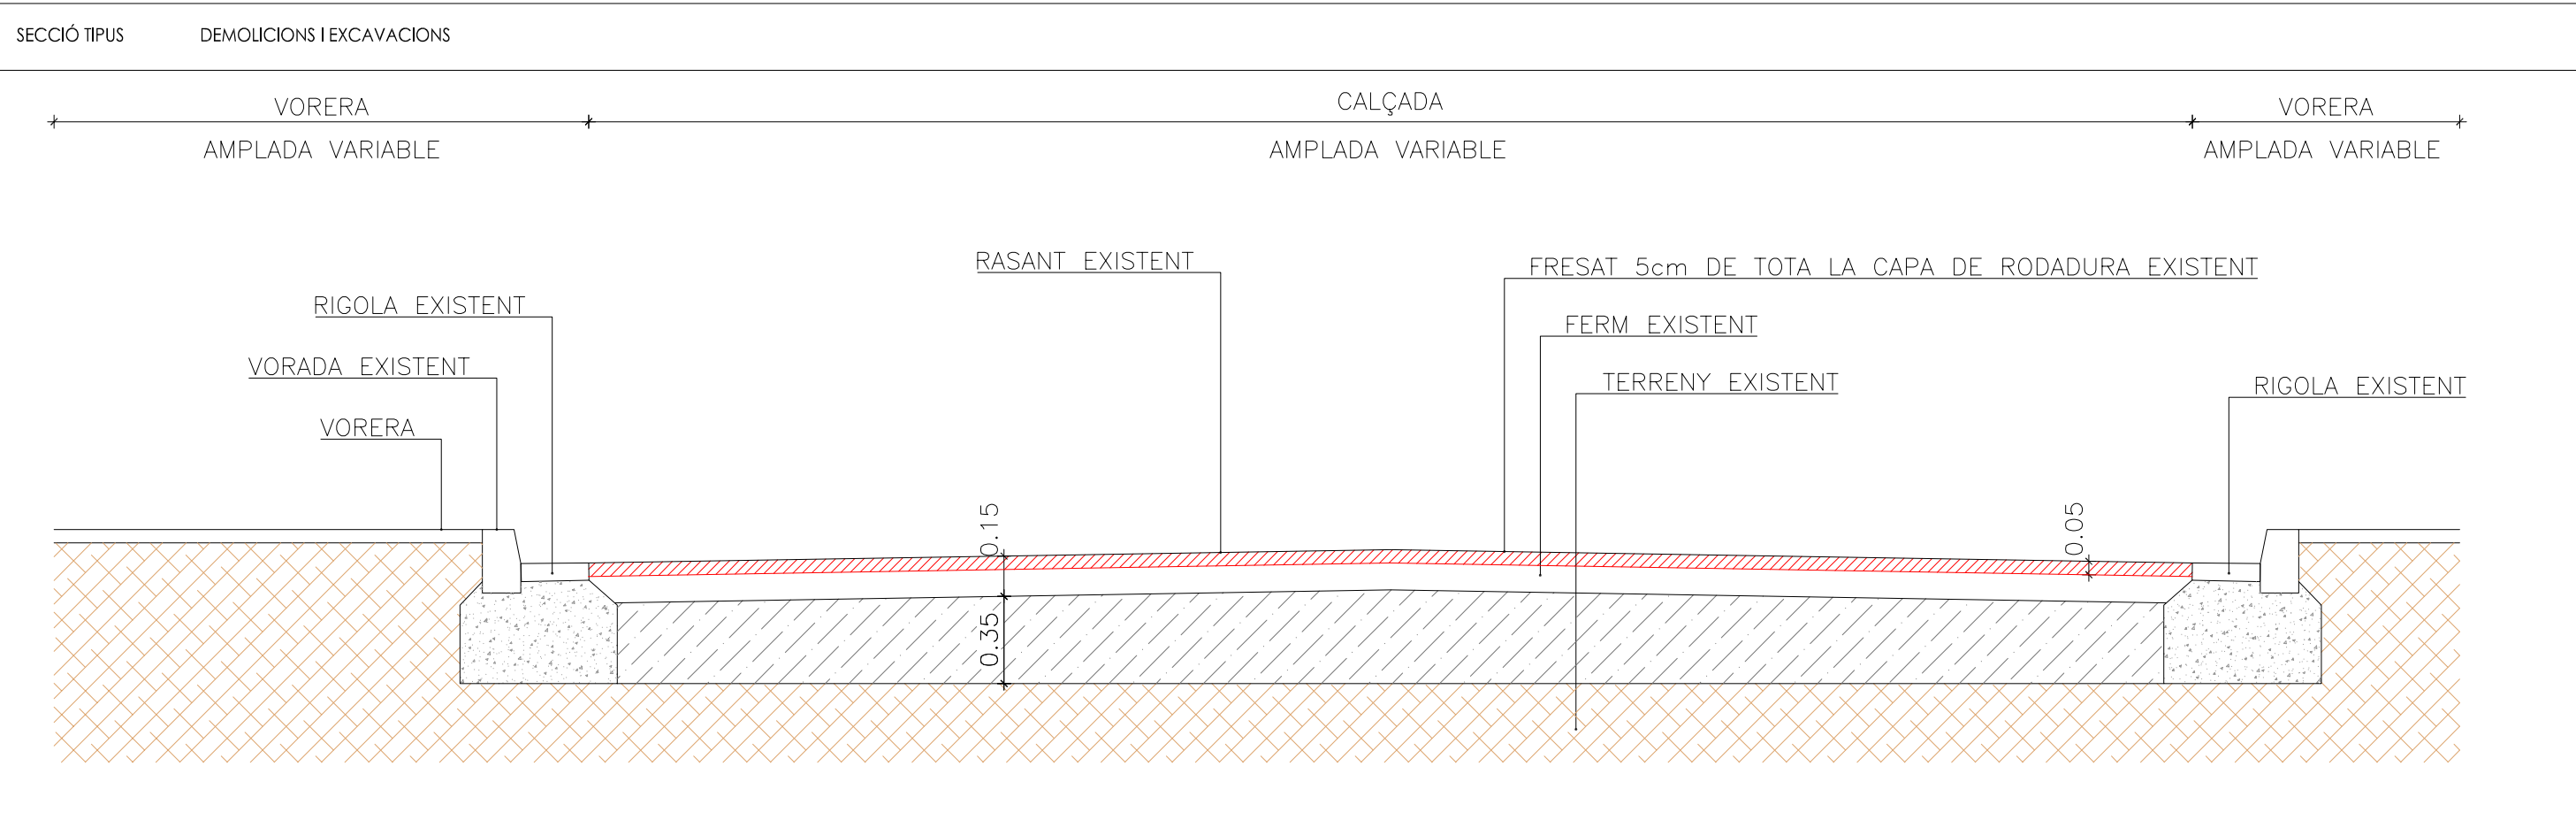 SECCIÓ TIPUS DEMOLICIONS I EXCAVACIONS
VORERA
AMPLADA VARIABLE
CALÇADA
AMPLADA VARIABLE
VORERA
AMPLADA VARIABLE
RASANT EXISTENT
FRESAT 5cm DE TOTA LA CAPA DE RODADURA EXISTENT
RIGOLA EXISTENT
FERM EXISTENT
VORADA EXISTENT
TERRENY EXISTENT
RIGOLA EXISTENT
VORERA
0.15
0.05
0.35